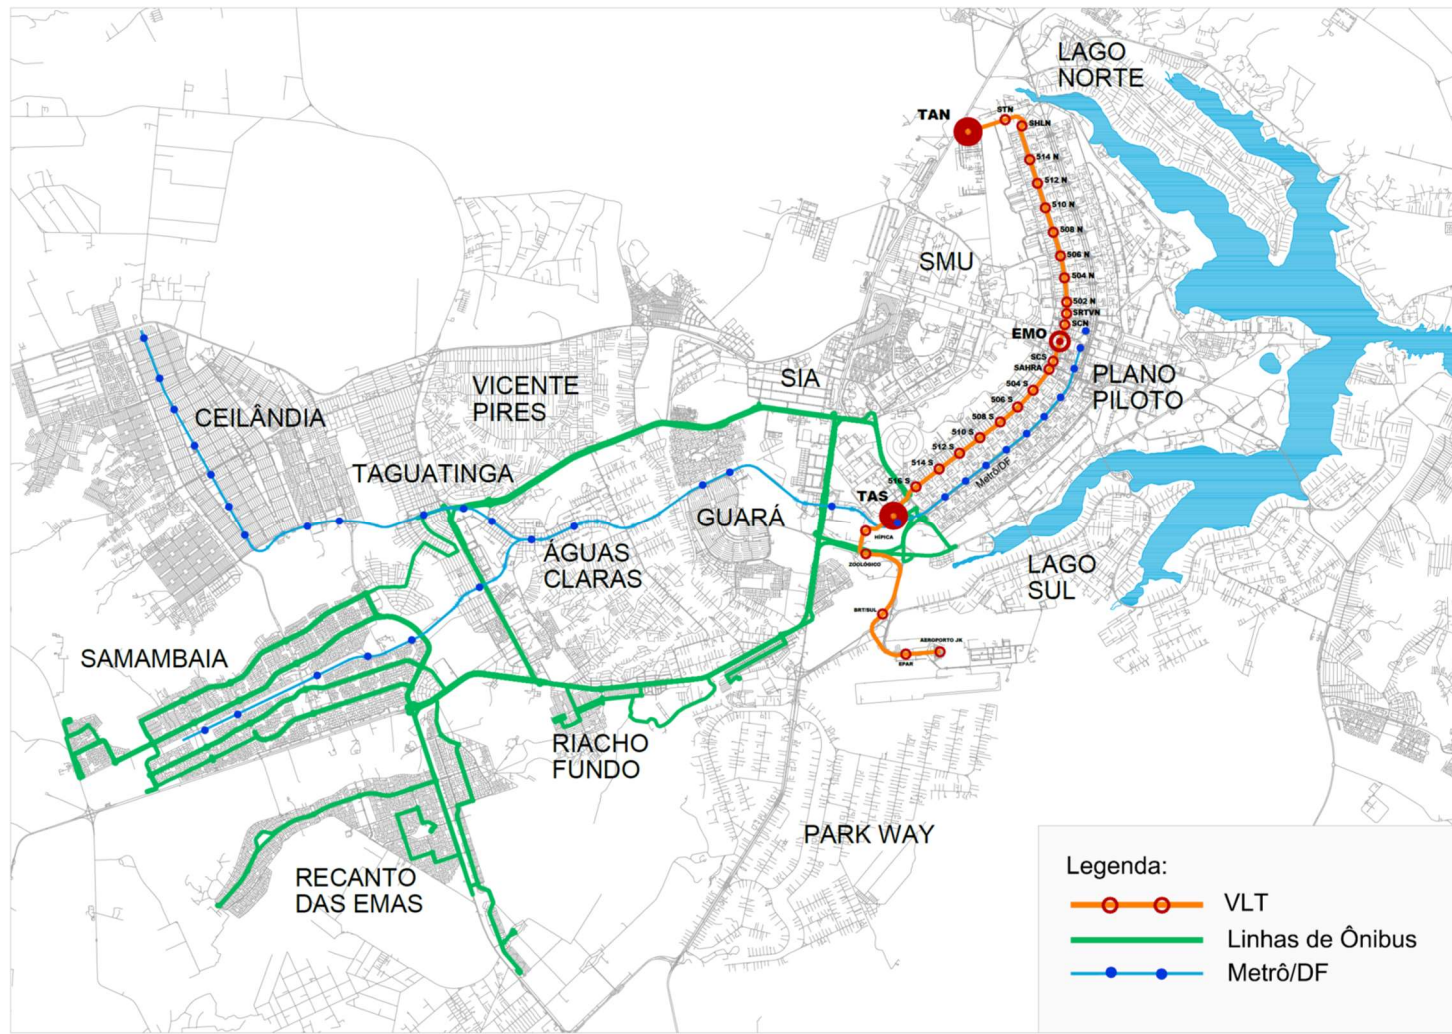 LAGO
NORTE
TAN
STN
SHLN
514 N
512 N
510 N
508 N
506 N
504 N
502 N
SRTVN
SCN
SMU
EMO
SCS
SAHRA
504 S
506 S
508 S
510 S
512 S
514 S
516 S
PLANO
PILOTO
SIA
VICENTE
PIRES
CEILÂNDIA
TAGUATINGA
Metrô/DF
TAS
GUARÁ
HÍPICA
ZOOLÓGICO
ÁGUAS
CLARAS
LAGO
SUL
BRT/SUL
AEROPORTO JK
EPAR
SAMAMBAIA
RIACHO
FUNDO
PARK WAY
RECANTO
DAS EMAS
Legenda:
VLT
Linhas de Ônibus
Metrô/DF